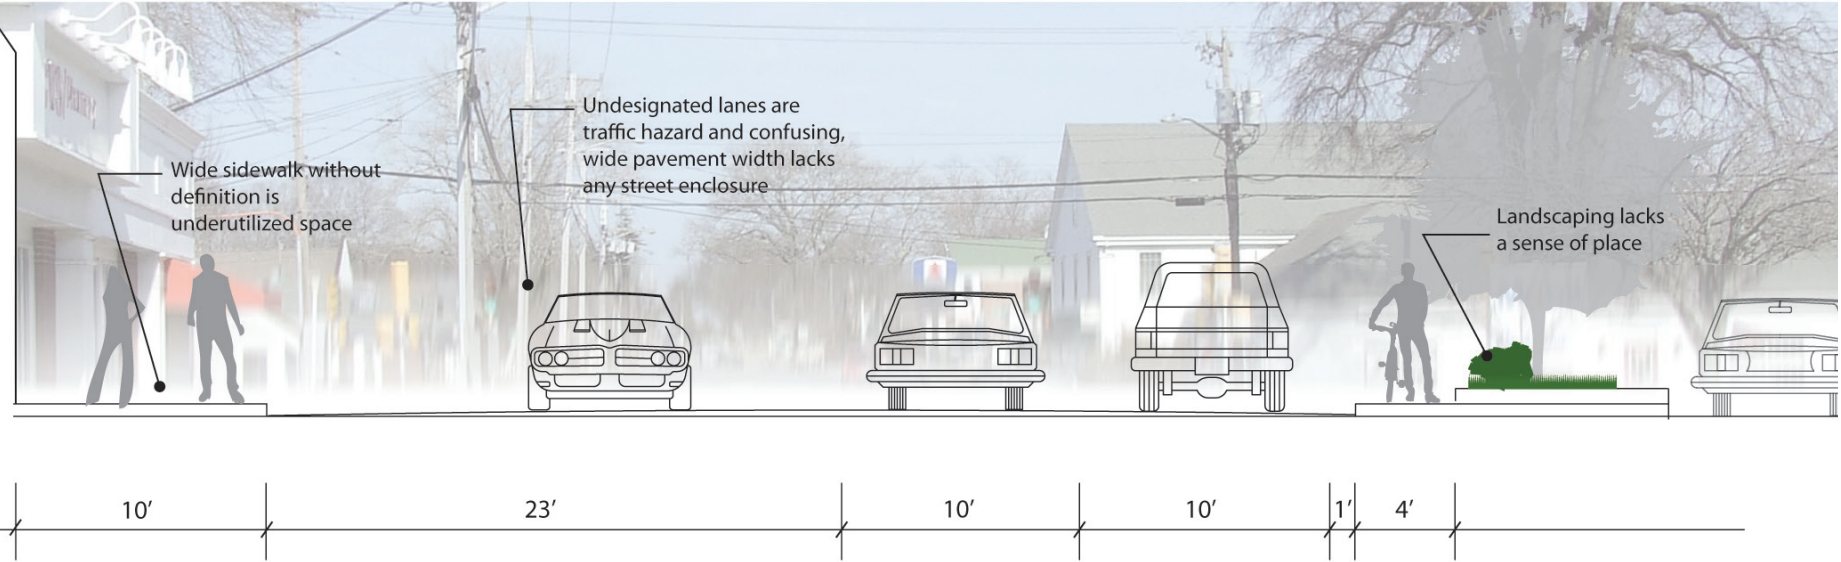 Undesignated lanes are
traffic hazard and confusing,
wide pavement width lacks
any street enclosure
Wide sidewalk without
definition is
underutilized space
Landscaping lacks
a sense of place
10′
23′
10′
10′
1′
4′